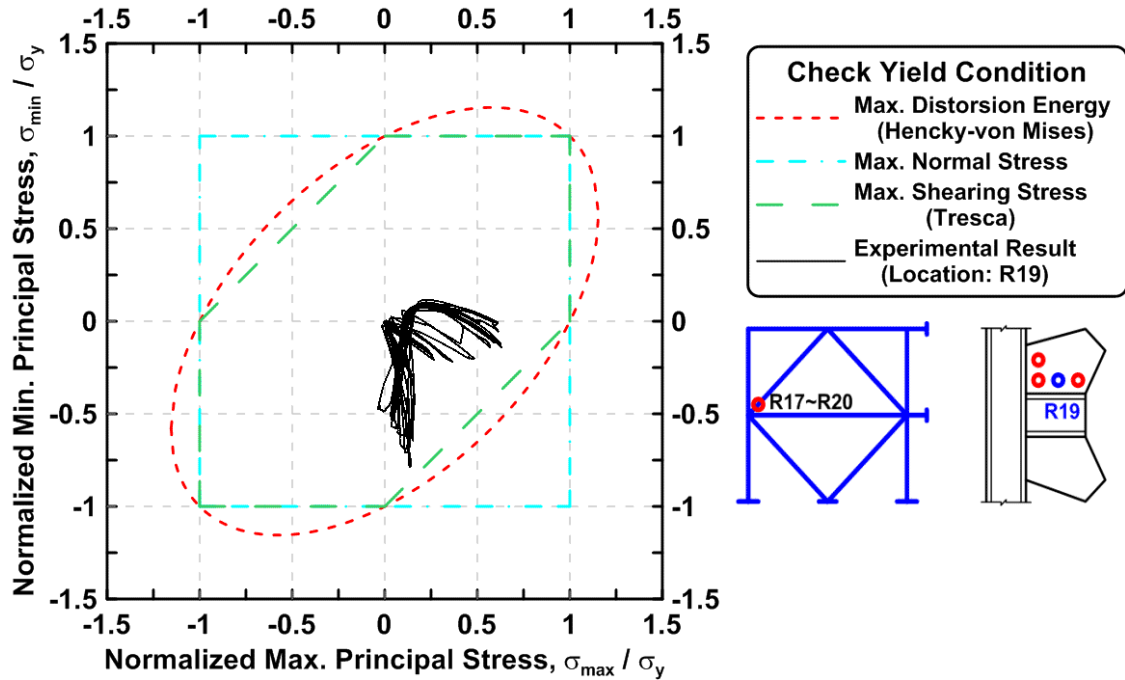 -1.5 -1 -0.5 0 0.5 1 1.5
1.5
1
0.5
0
-0.5
-1
-1.5
1.5
1
0.5
0
-0.5
-1
-1.5
-1.5 -1 -0.5 0 0.5 1 1.5
Normalized Min. Principal Stress, σmin / σy
Normalized Max. Principal Stress, σmax / σy
Check Yield Condition
Max. Distorsion Energy
(Hencky-von Mises)
Max. Normal Stress
Max. Shearing Stress
(Tresca)
Experimental Result
(Location: R19)
R17~R20
R19